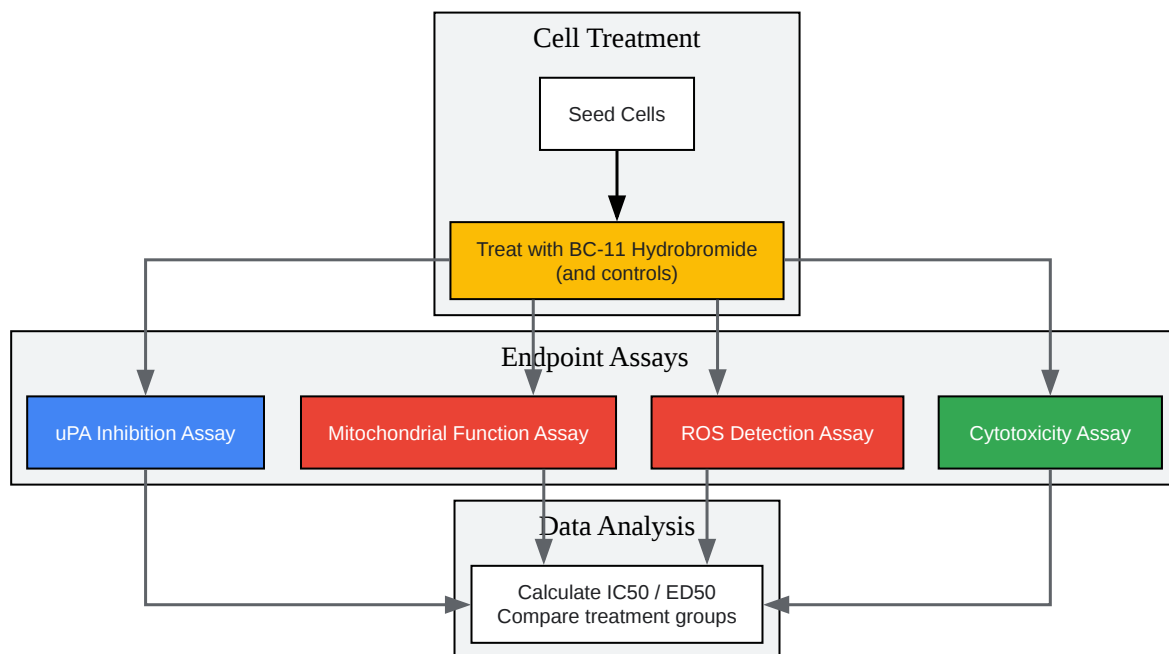 Cell Treatment
Seed Cells
Treat with BC-11 Hydrobromide
(and controls)
Endpoint Assays
uPA Inhibition Assay
Mitochondrial Function Assay
ROS Detection Assay
Cytotoxicity Assay
Data Analysis
Calculate IC50 / ED50
Compare treatment groups